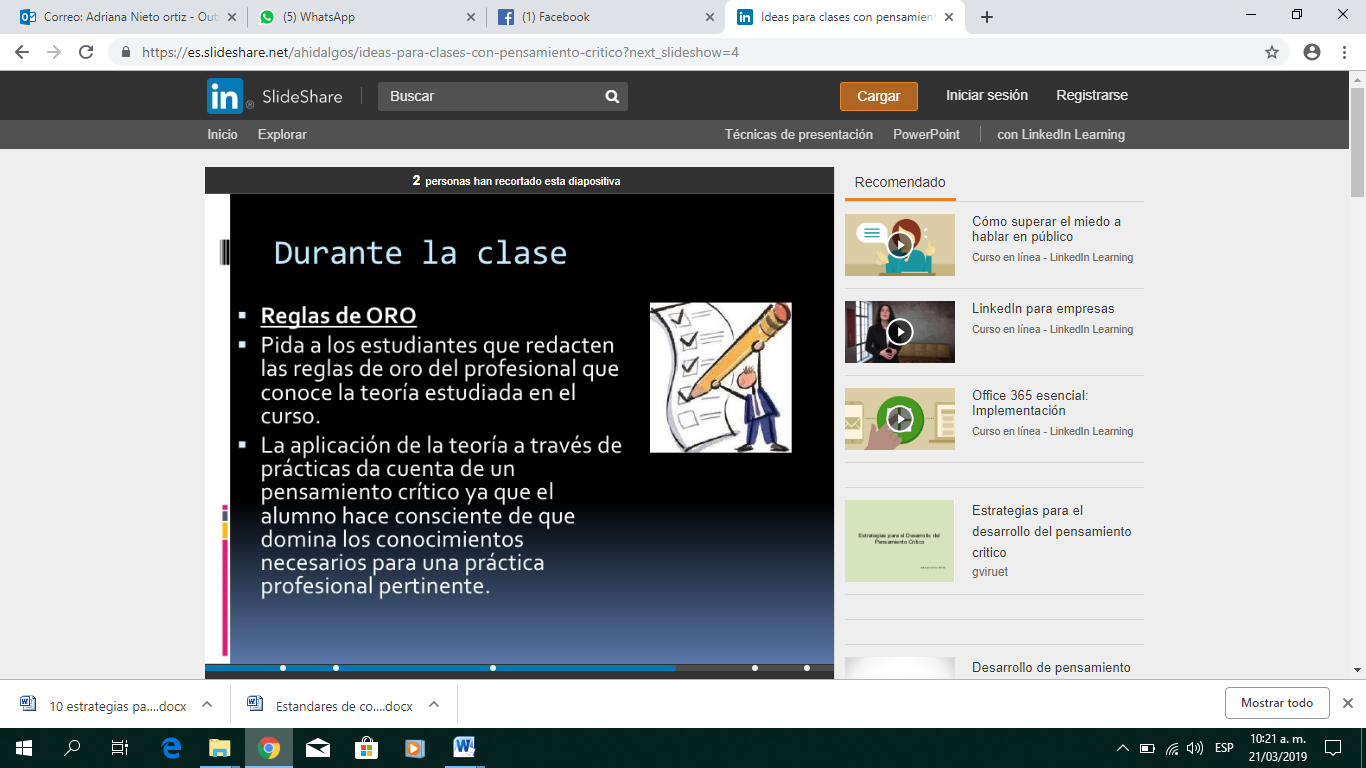 Correo: Adriana Nieto ortiz - Out
(5) WhatsApp
(1) Facebook
Ideas para clases con pensamien
https://es.slideshare.net/ahidalgos/ideas-para-clases-con-pensamiento-critico?next_slideshow=4
in
SlideShare
Buscar
Cargar
Iniciar sesión
Registrarse
Inicio
Explorar
Técnicas de presentación
PowerPoint
con LinkedIn Learning
2 personas han recortado esta diapositiva
Durante la clase
Reglas de ORO
Pida a los estudiantes que redacten
las reglas de oro del profesional que
conoce la teoría estudiada en el
curso.
La aplicación de la teoría a través de
prácticas da cuenta de un
pensamiento crítico ya que el
alumno hace consciente de que
domina los conocimientos
necesarios para una práctica
profesional pertinente.
Recomendado
Cómo superar el miedo a
hablar en público
Curso en línea - LinkedIn Learning
LinkedIn para empresas
Curso en línea - LinkedIn Learning
Office 365 esencial:
Implementación
Curso en línea - LinkedIn Learning
Estrategias para el Desarrollo del
Pensamiento Crítico
Estrategias para el
desarrollo del pensamiento
critico
gviruet
Desarrollo de pensamiento
10 estrategias pa....docx
Estandares de co....docx
Mostrar todo
ESP
10:21 a. m.
21/03/2019